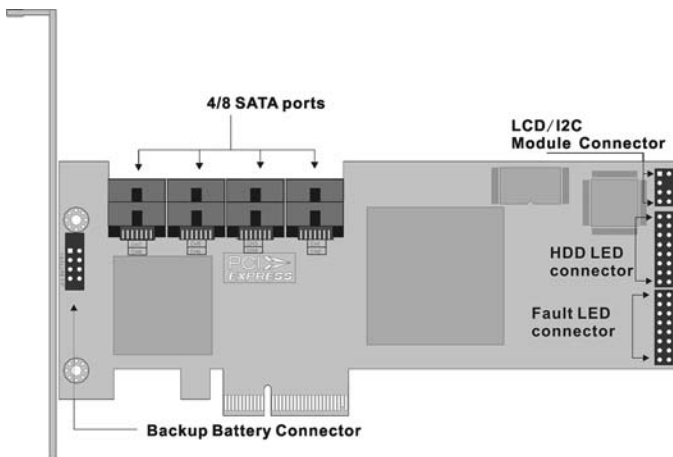 4/8 SATA ports
LCD/I2C
Module Connector
PCI
EXPRESS
HDD LED
connector
Fault LED
connector
Backup Battery Connector